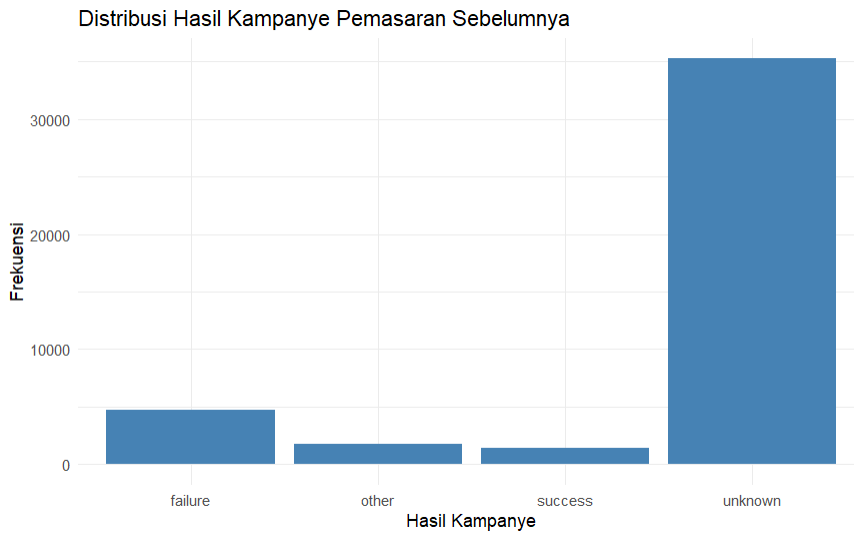 Distribusi Hasil Kampanye Pemasaran Sebelumnya
Frekuensi
30000
20000
10000
0
failure other success unknown
Hasil Kampanye